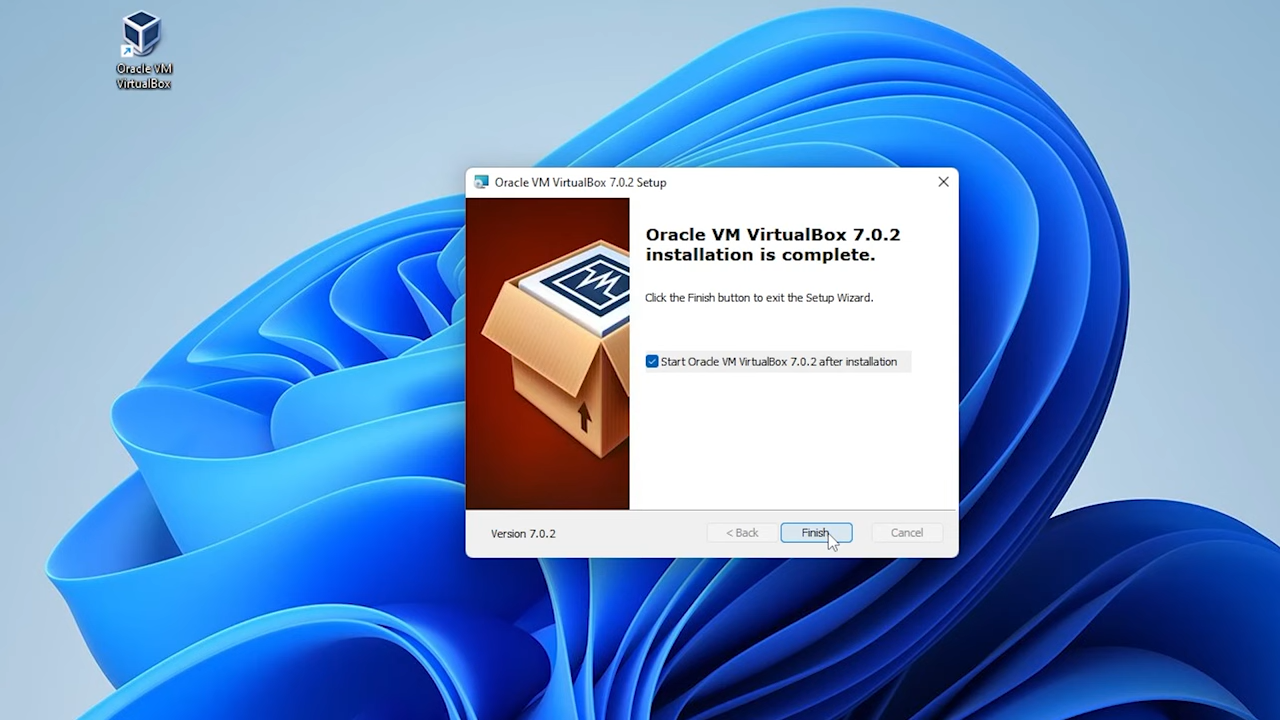 Oracle VM
VirtualBox
Oracle VM VirtualBox 7.0.2 Setup
Oracle VM VirtualBox 7.0.2
installation is complete.
Click the Finish button to exit the Setup Wizard.
Start Oracle VM VirtualBox 7.0.2 after installation
Version 7.0.2
< Back
Finish
Cancel